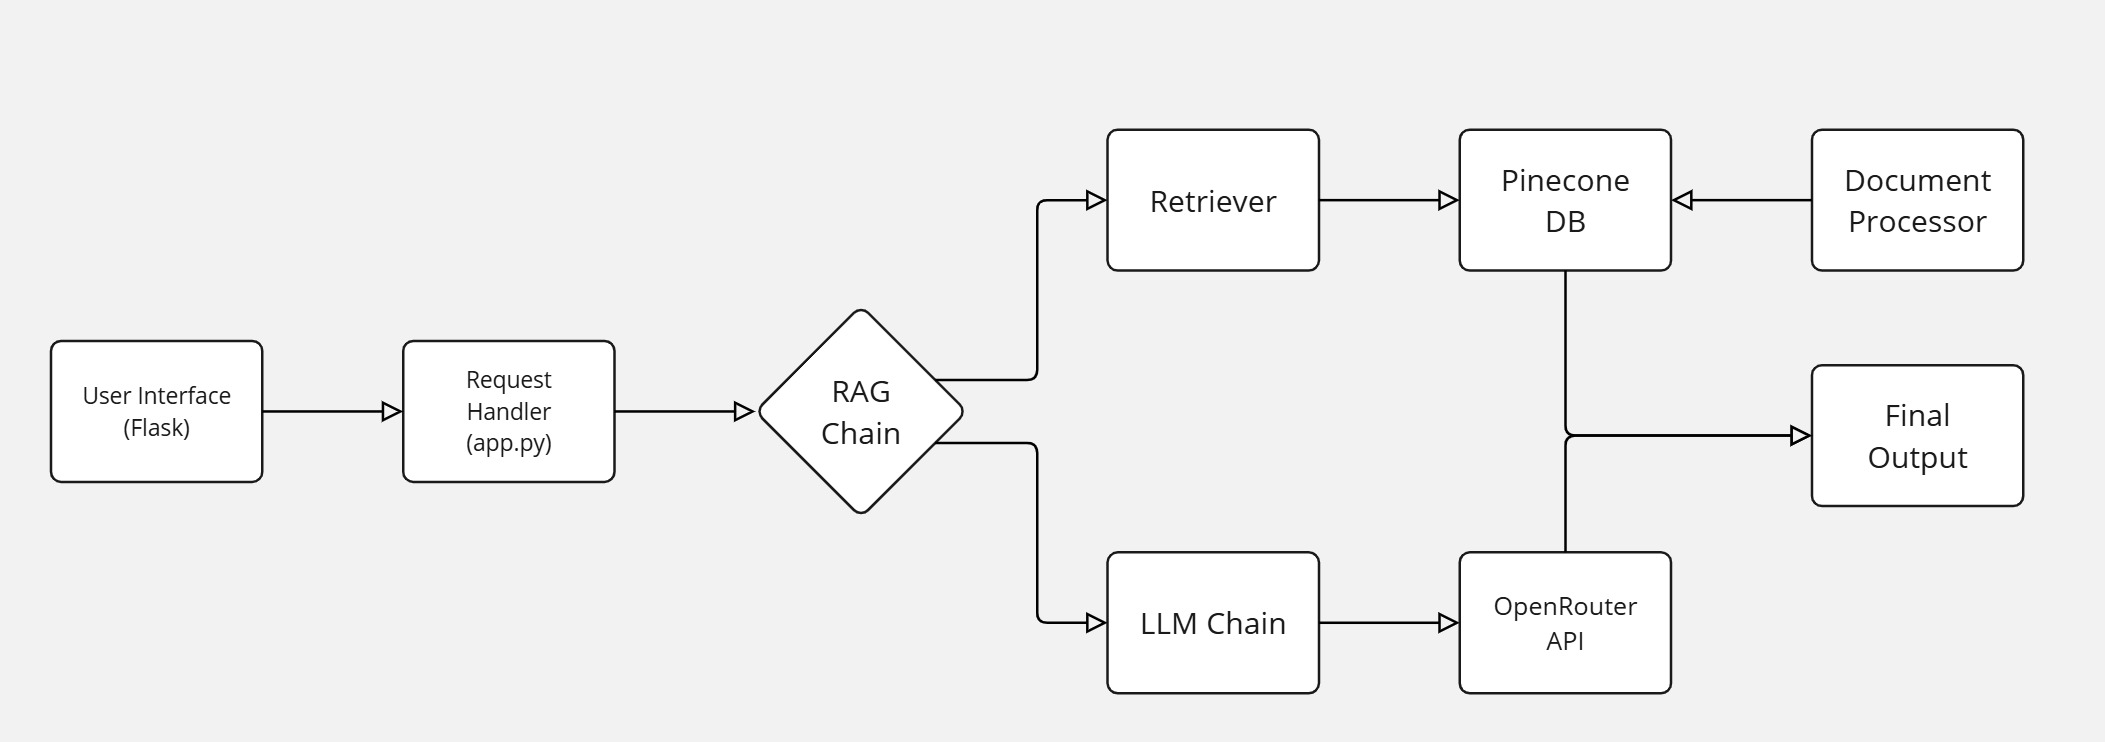 User Interface
(Flask)
Request
Handler
(app.py)
RAG
Chain
Retriever
Pinecone
DB
Document
Processor
Final
Output
LLM Chain
OpenRouter
API